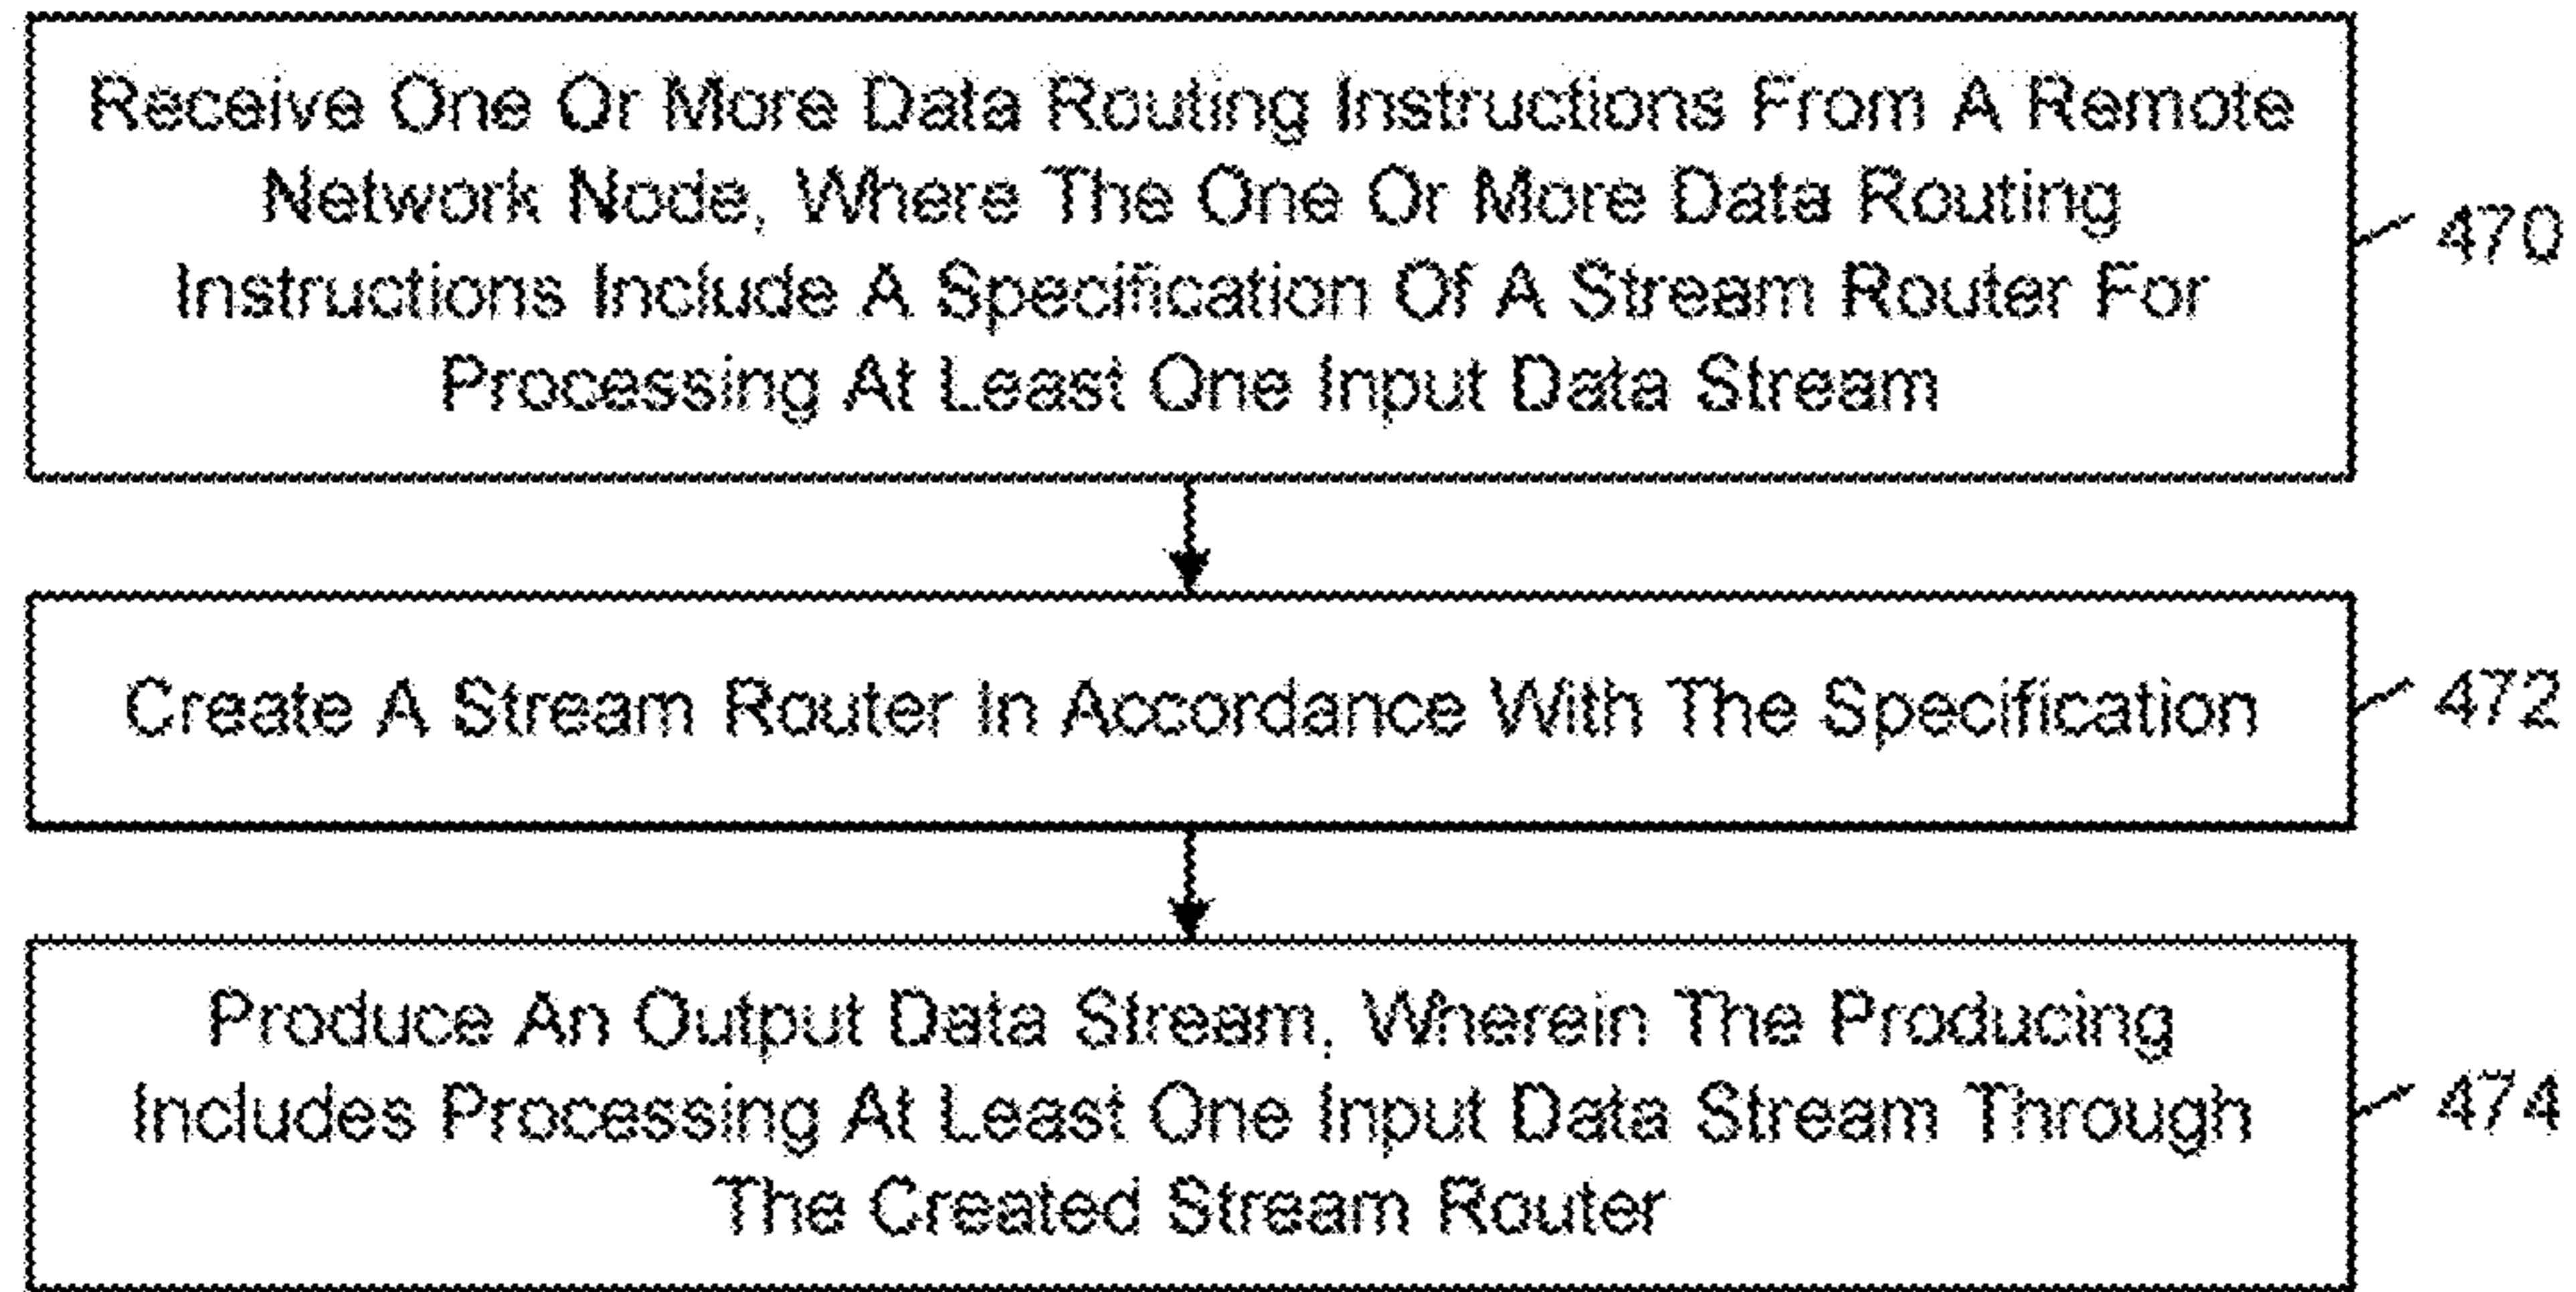 Receive One Or More Data Routing Instructions From A Remote
Network Node, Where The One Or More Data Routing
Instructions Include A Specification Of A Stream Router For
Processing At Least One Input Data Stream
470
Create A Stream Router In Accordance With The Specification
472
Produce An Output Data Stream, Wherein The Producing
Includes Processing At Least One Input Data Stream Through
The Created Stream Router
474